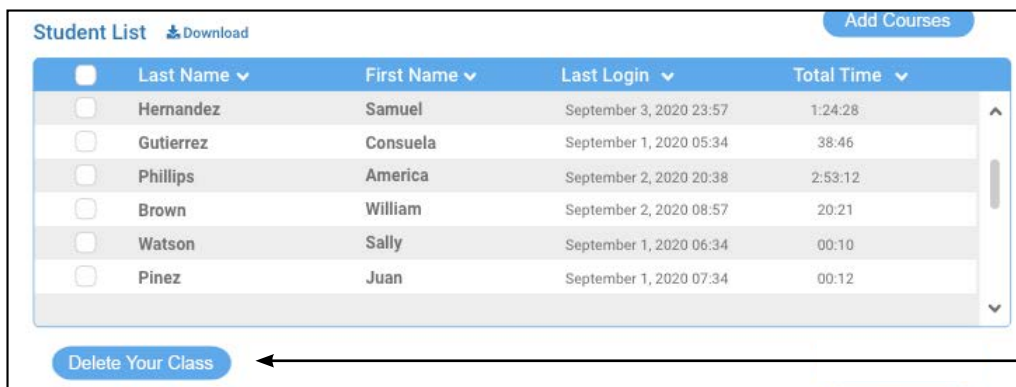 Add Courses
Student List Download
Last Name First Name Last Login Total Time
Hernandez Samuel September 3, 2020 23:57 1:24:28
Gutierrez Consuela September 1, 2020 05:34 38:46
Phillips America September 2, 2020 20:38 2:53:12
Brown William September 2, 2020 08:57 20:21
Watson Sally September 1, 2020 06:34 00:10
Pinez Juan September 1, 2020 07:34 00:12
Delete Your Class